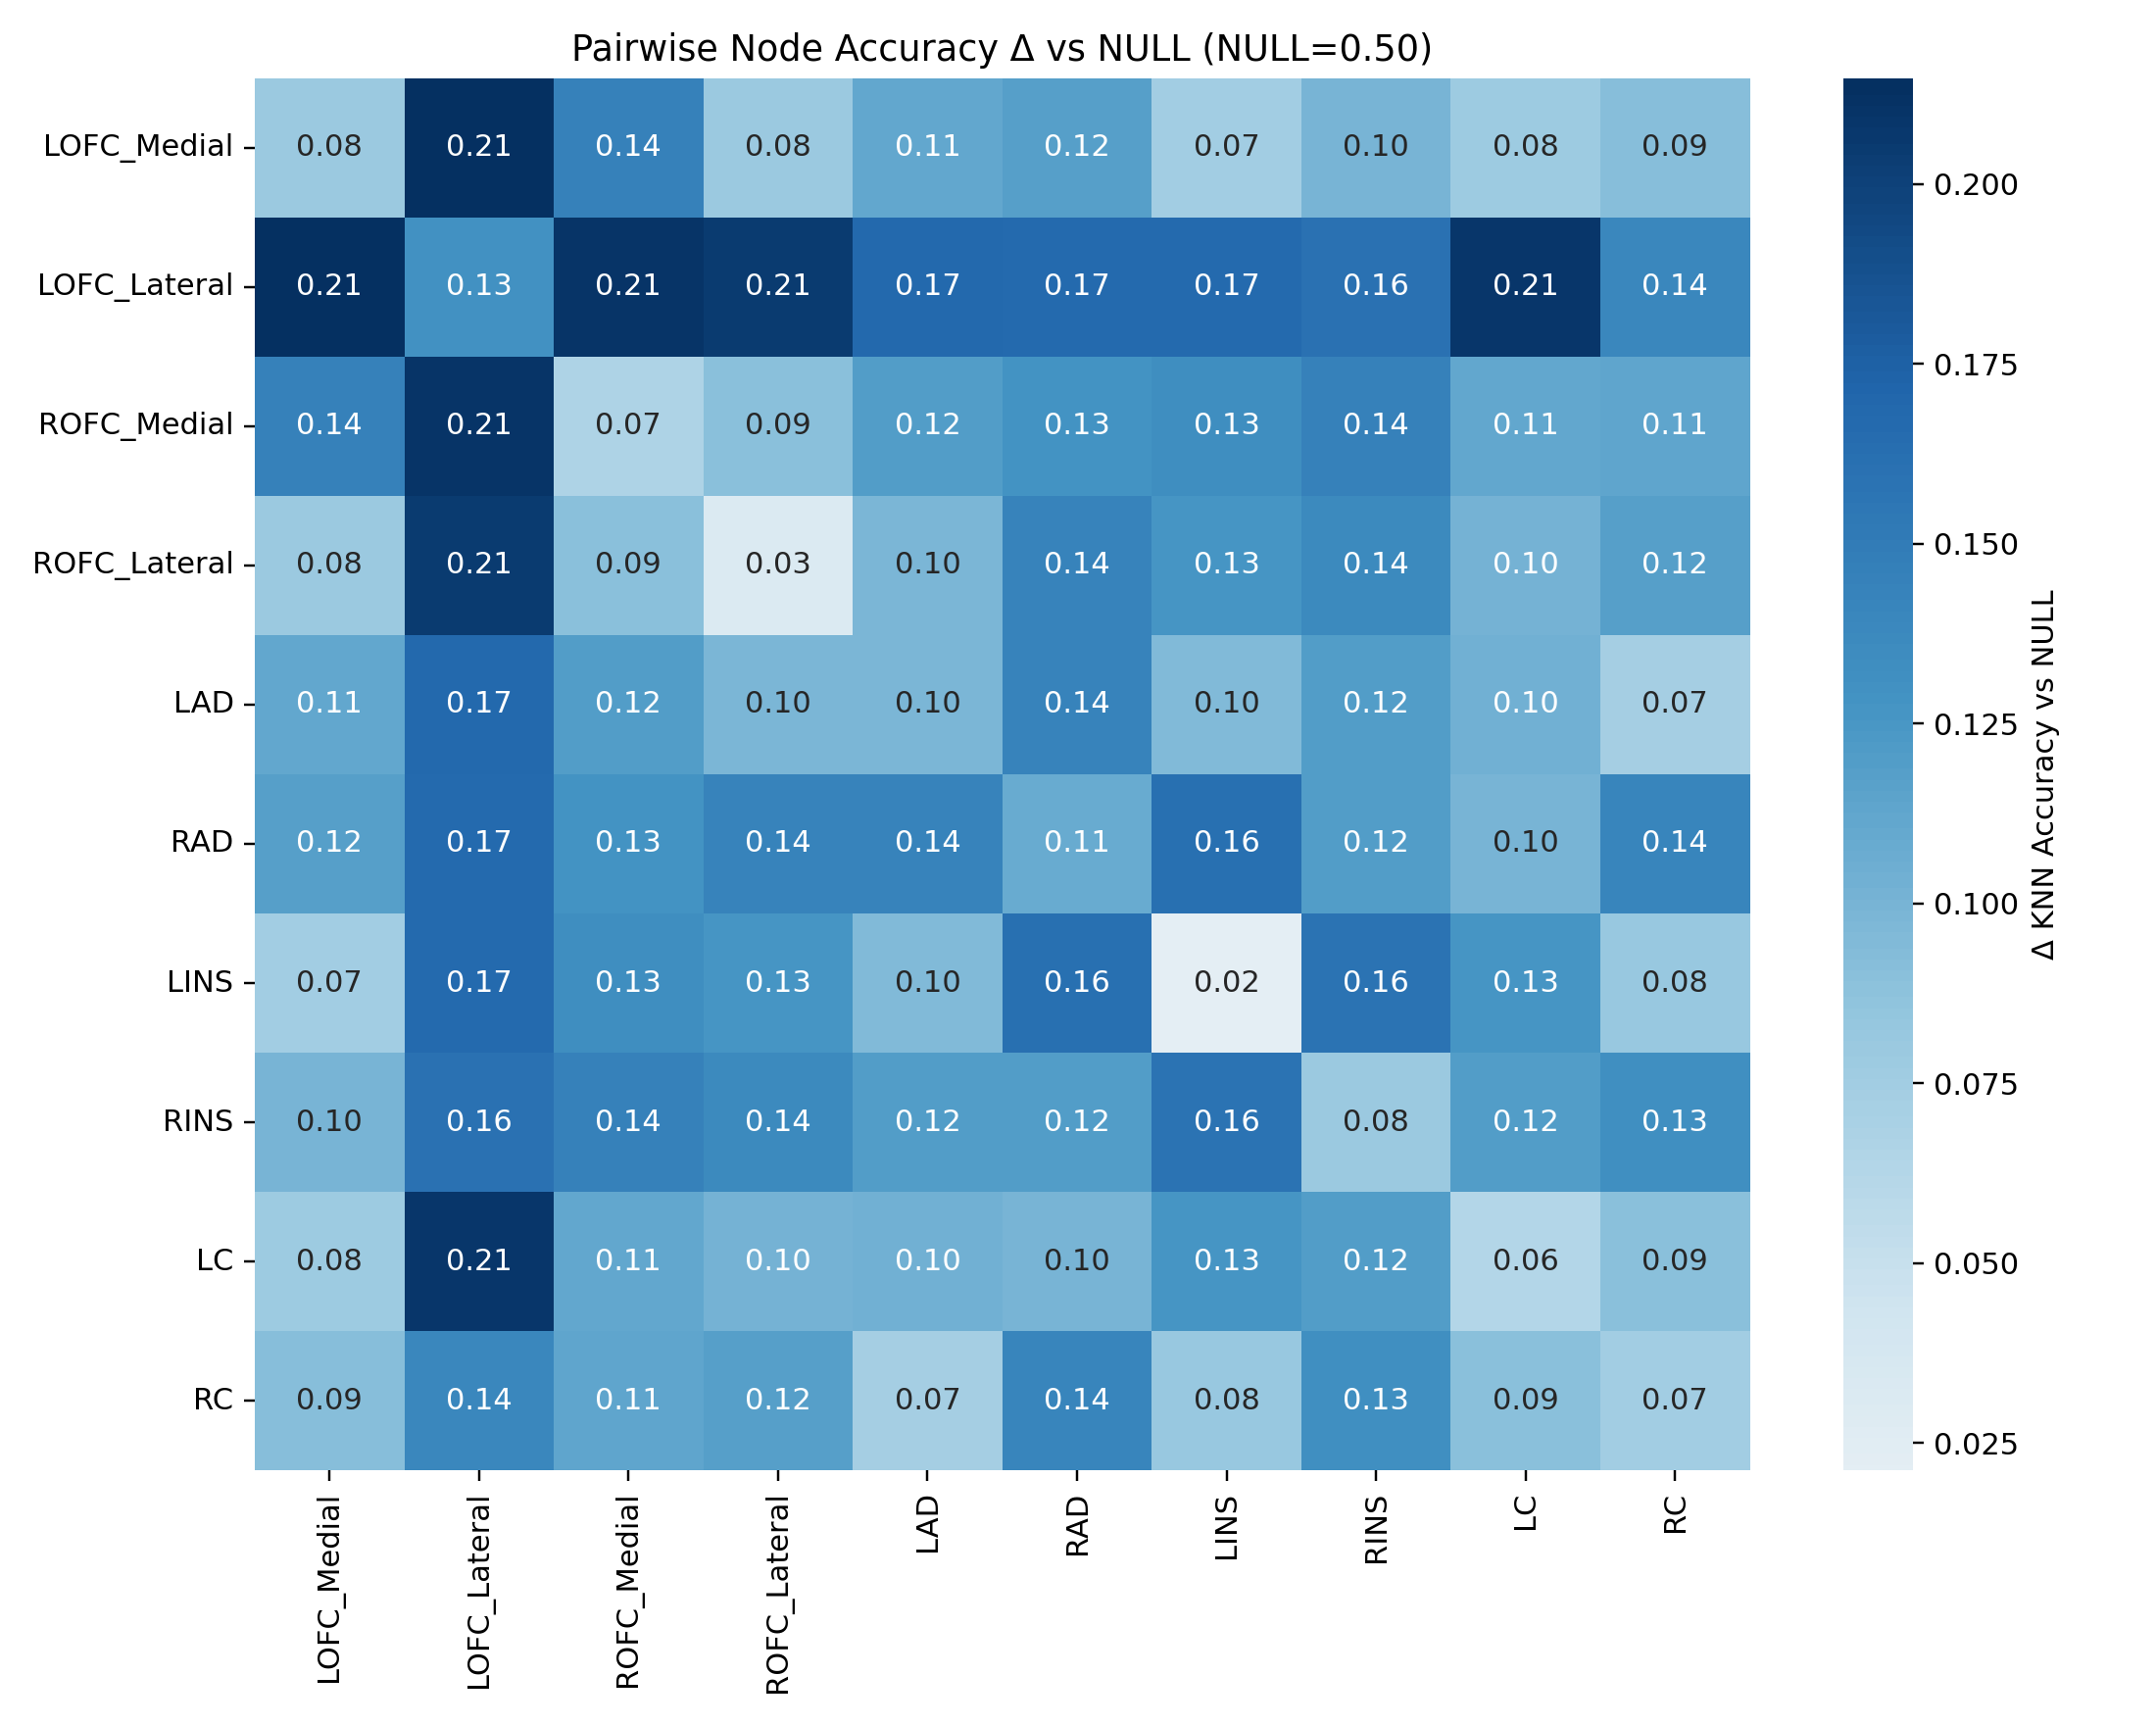 Pairwise Node Accuracy Δ vs NULL (NULL=0.50)
LOFC_Medial 0.08 0.21 0.14 0.08 0.11 0.12 0.07 0.10 0.08 0.09
LOFC_Lateral 0.21 0.13 0.21 0.21 0.17 0.17 0.17 0.16 0.21 0.14
ROFC_Medial 0.14 0.21 0.07 0.09 0.12 0.13 0.13 0.14 0.11 0.11
ROFC_Lateral 0.08 0.21 0.09 0.03 0.10 0.14 0.13 0.14 0.10 0.12
LAD 0.11 0.17 0.12 0.10 0.10 0.14 0.10 0.12 0.10 0.07
RAD 0.12 0.17 0.13 0.14 0.14 0.11 0.16 0.12 0.10 0.14
LINS 0.07 0.17 0.13 0.13 0.10 0.16 0.02 0.16 0.13 0.08
RINS 0.10 0.16 0.14 0.14 0.12 0.12 0.16 0.08 0.12 0.13
LC 0.08 0.21 0.11 0.10 0.10 0.10 0.13 0.12 0.06 0.09
RC 0.09 0.14 0.11 0.12 0.07 0.14 0.08 0.13 0.09 0.07
LOFC_Medial LOFC_Lateral ROFC_Medial ROFC_Lateral LAD RAD LINS RINS LC RC
0.200
0.175
0.150
0.125
0.100
0.075
0.050
0.025
Δ KNN Accuracy vs NULL